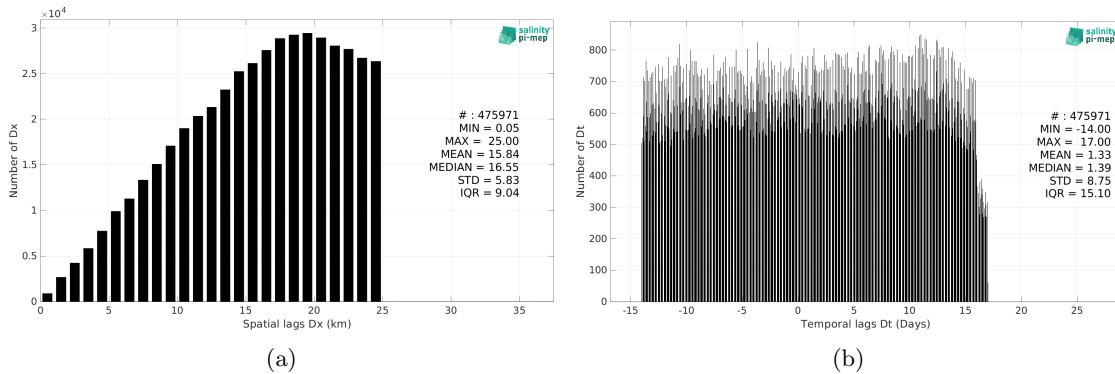 ×10⁴
3
2.5
2
1.5
1
0.5
0
0 5 10 15 20 25 30 35
Number of Dx
Spatial lags Dx (km)
salinity
pi-mep
# : 475971
MIN = 0.05
MAX = 25.00
MEAN = 15.84
MEDIAN = 16.55
STD = 5.83
IQR = 9.04
(a)
800
700
600
500
400
300
200
100
0
-15 -10 -5 0 5 10 15 20 25
Number of Dt
Temporal lags Dt (Days)
salinity
pi-mep
# : 475971
MIN = -14.00
MAX = 17.00
MEAN = 1.33
MEDIAN = 1.39
STD = 8.75
IQR = 15.10
(b)